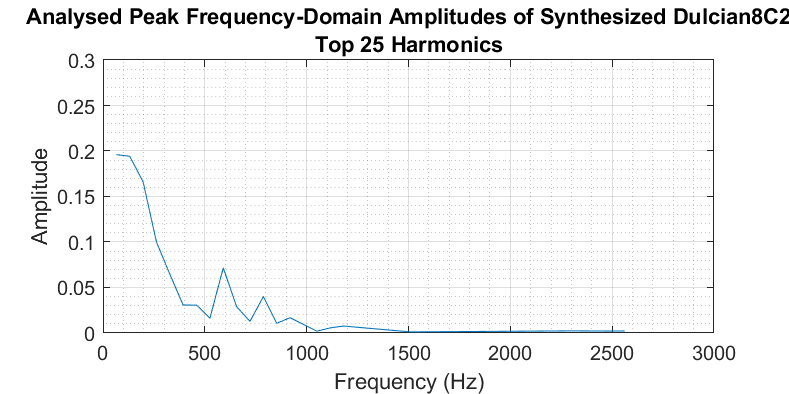 Analysed Peak Frequency-Domain Amplitudes of Synthesized Dulcian8C2
Top 25 Harmonics
0.3
0.25
0.2
0.15
0.1
0.05
0
Amplitude
0 500 1000 1500 2000 2500 3000
Frequency (Hz)